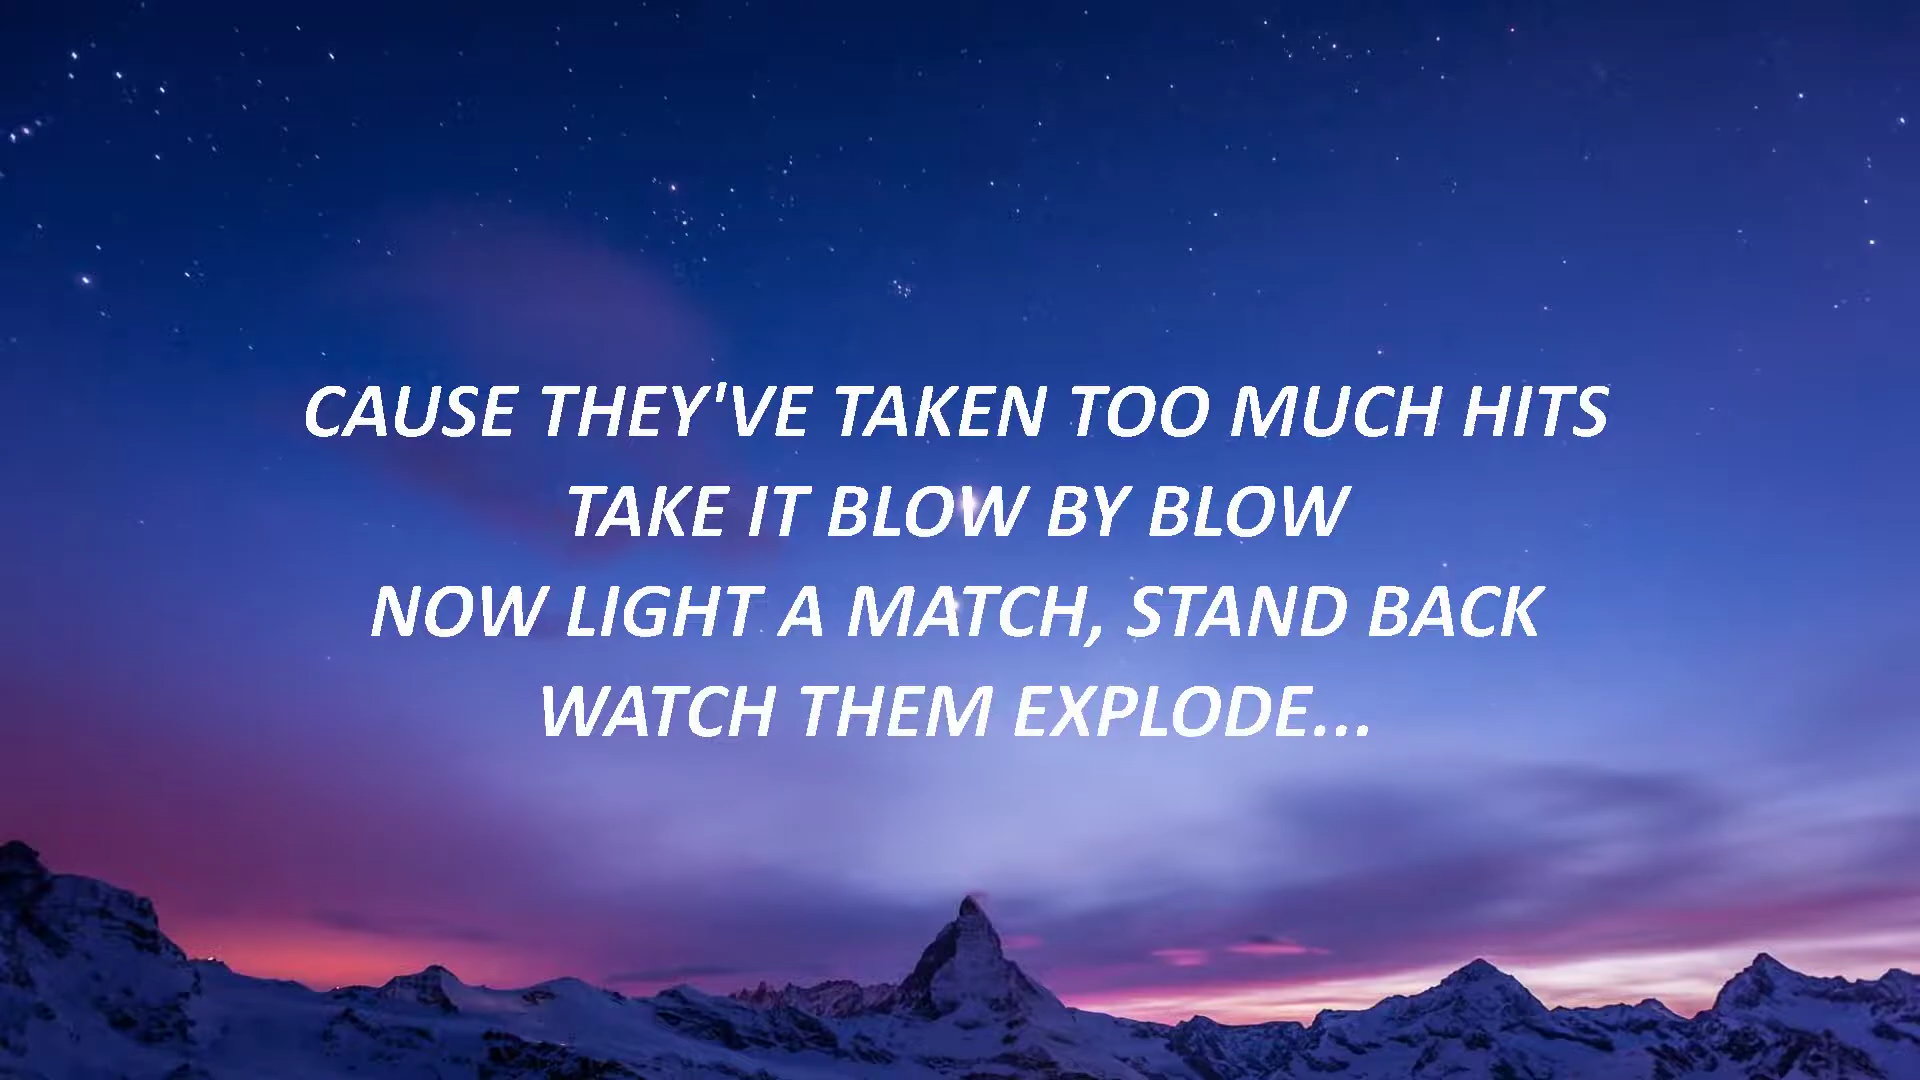 CAUSE THEY'VE TAKEN TOO MUCH HITS
TAKE IT BLOW BY BLOW
NOW LIGHT A MATCH, STAND BACK
WATCH THEM EXPLODE...